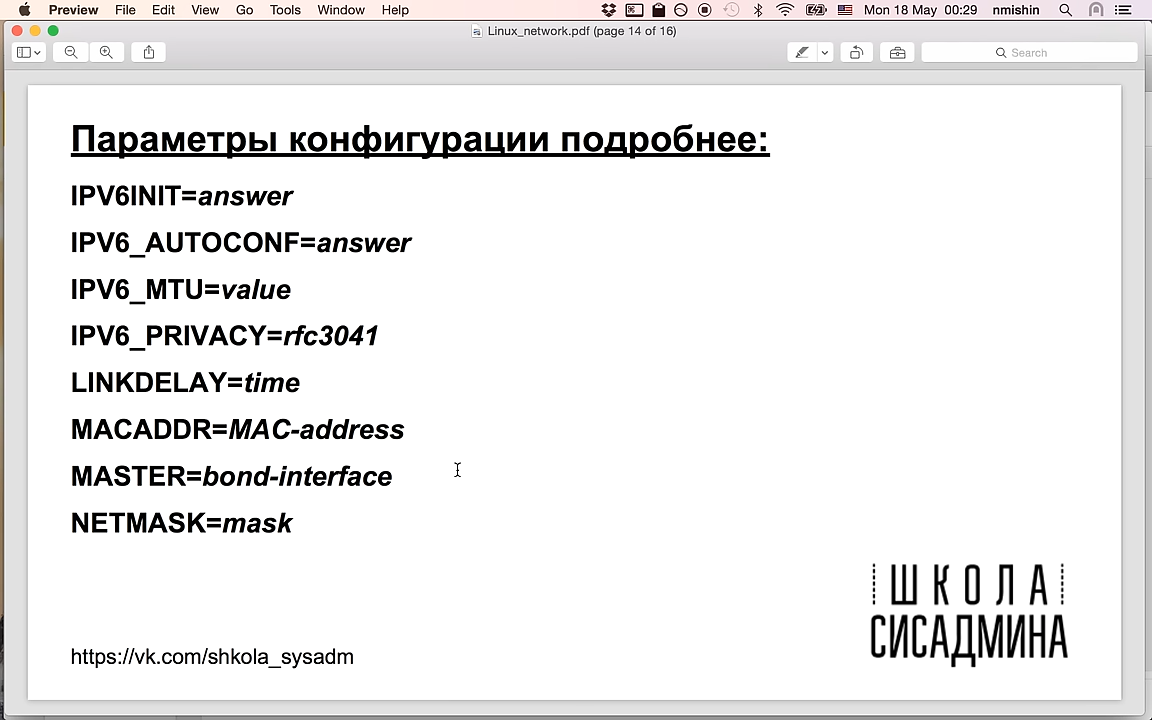 Preview File Edit View Go Tools Window Help Mon 18 May 00:29 nmishin
Linux_network.pdf (page 14 of 16)
Search
Параметры конфигурации подробнее:
IPV6INIT=answer
IPV6_AUTOCONF=answer
IPV6_MTU=value
IPV6_PRIVACY=rfc3041
LINKDELAY=time
MACADDR=MAC-address
MASTER=bond-interface
NETMASK=mask
ШКОЛА
СИСАДМИНА
https://vk.com/shkola_sysadm